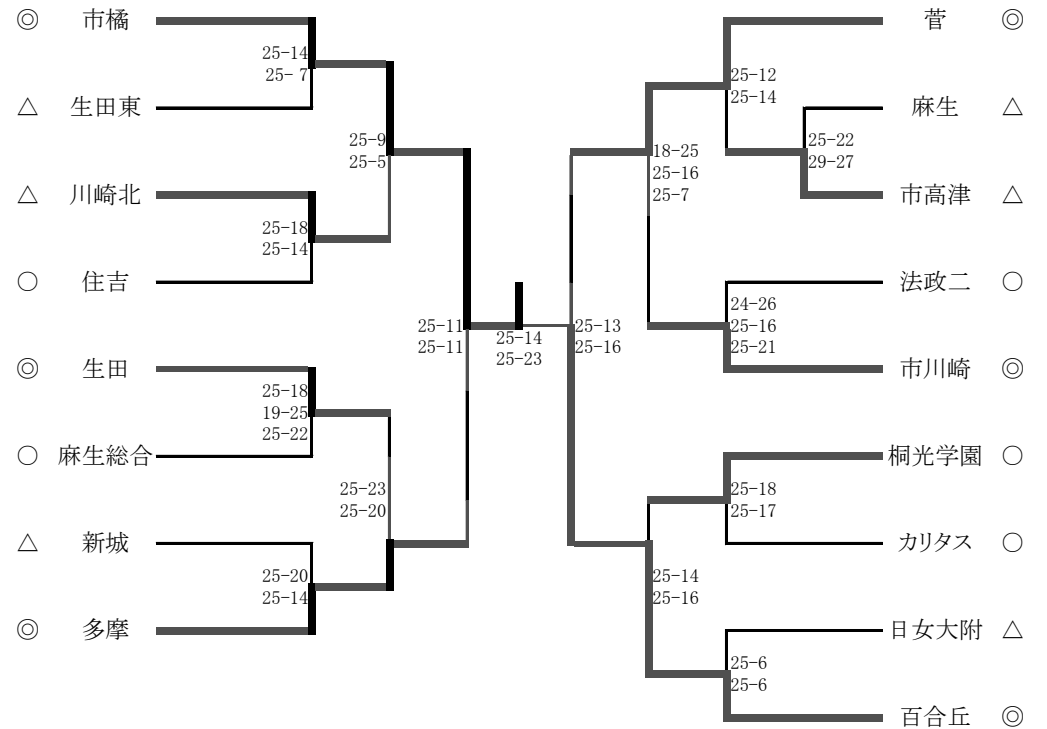 ◎ 市橘
25-14
25- 7
△ 生田東
25-9
25-5
△ 川崎北
25-18
25-14
○ 住吉
25-11
25-11
◎ 生田
25-18
19-25
25-22
○ 麻生総合
25-23
25-20
△ 新城
25-20
25-14
◎ 多摩
25-14
25-23
菅 ◎
25-12
25-14
麻生 △
25-22
29-27
市高津 △
18-25
25-16
25-7
法政二 ○
24-26
25-16
25-21
市川崎 ◎
25-13
25-16
桐光学園 ○
25-18
25-17
カリタス ○
25-14
25-16
日女大附 △
25-6
25-6
百合丘 ◎